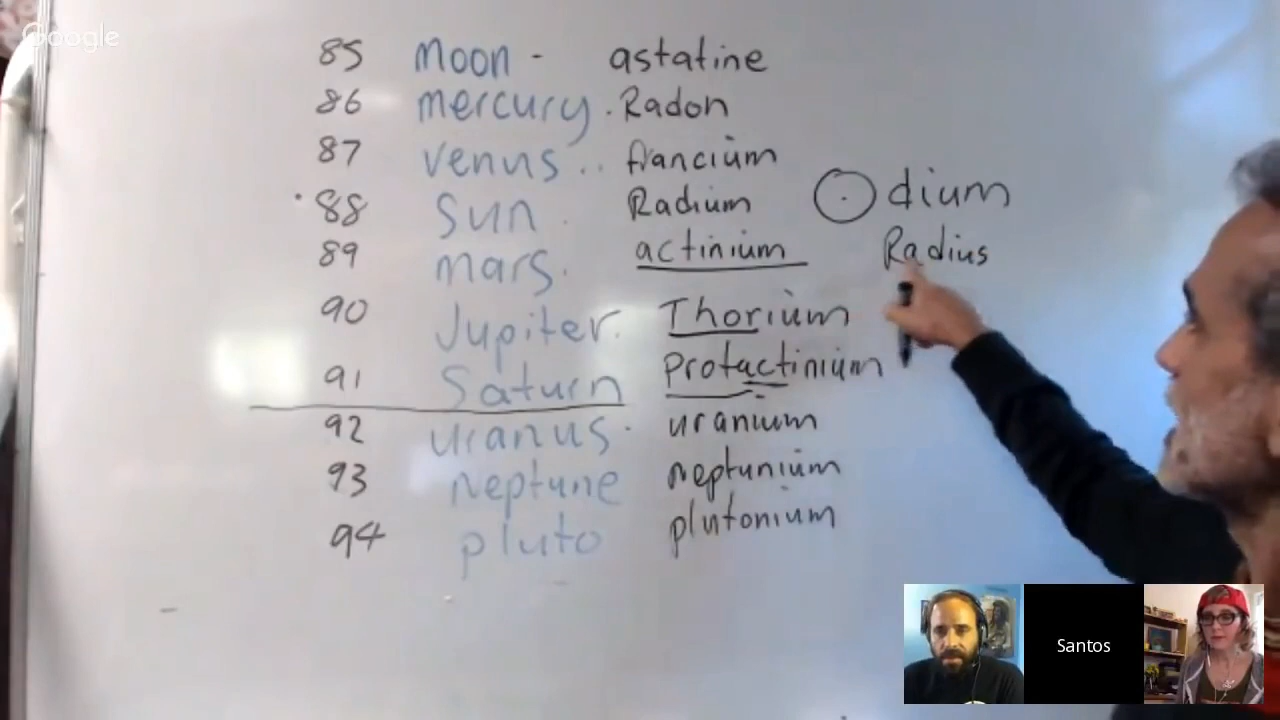 Google
85 moon - astatine
86 mercury. Radon
87 venus .. francium
88 sun. Radium dium
89 mars. actinium Radius
90 Jupiter. Thorium
91 Saturn protactinium
92 uranus. uranium
93 neptune neptunium
94 pluto plutonium
Santos